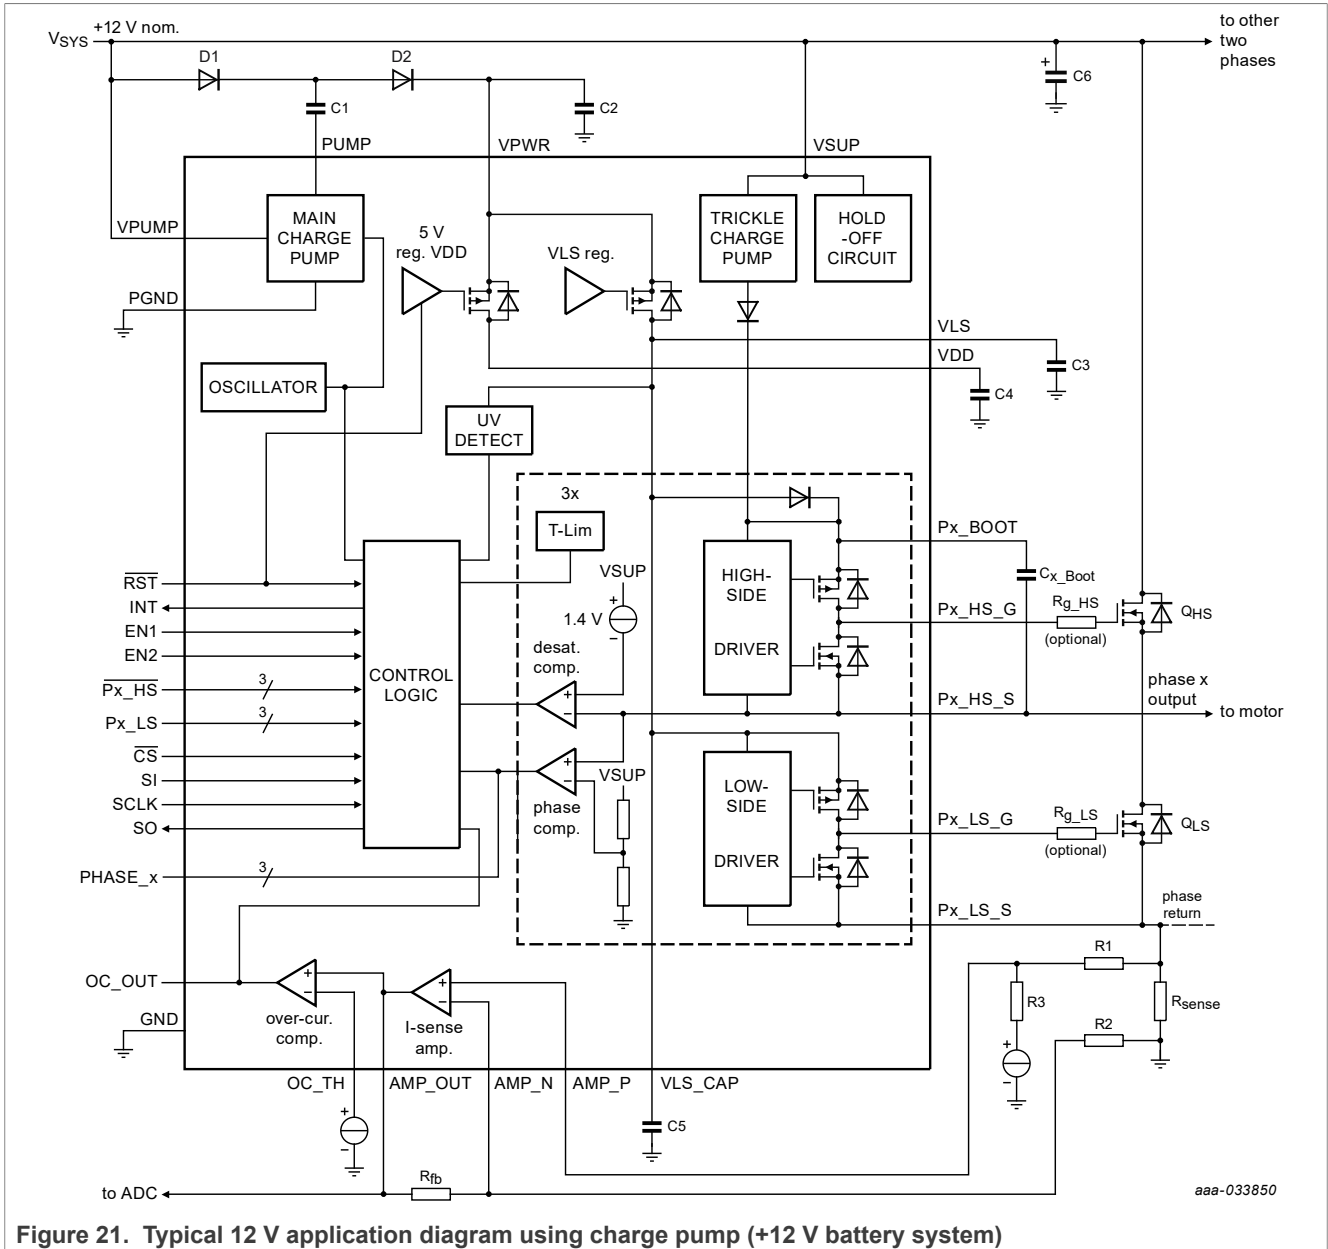 VSYS
+12 V nom.
to other
two
phases
D1
D2
C1
C2
C6
PUMP
VPWR
VSUP
VPUMP
MAIN
CHARGE
PUMP
5 V
reg. VDD
VLS reg.
TRICKLE
CHARGE
PUMP
HOLD
-OFF
CIRCUIT
PGND
VLS
VDD
C3
C4
OSCILLATOR
UV
DETECT
3x
T-Lim
VSUP
+
1.4 V
−
desat.
comp.
+
−
HIGH-
SIDE
DRIVER
Px_BOOT
Cx_Boot
Px_HS_G
Rg_HS
(optional)
QHS
Px_HS_S
phase x
output
to motor
RST
INT
EN1
EN2
Px_HS
3
Px_LS
3
CS
SI
SCLK
SO
PHASE_x
3
CONTROL
LOGIC
+
−
phase
comp.
VSUP
LOW-
SIDE
DRIVER
Px_LS_G
Rg_LS
(optional)
QLS
Px_LS_S
phase
return
OC_OUT
GND
+
−
over-cur.
comp.
+
−
I-sense
amp.
R1
R3
R2
Rsense
+
−
OC_TH
AMP_OUT
AMP_N
AMP_P
VLS_CAP
+
−
C5
Rfb
to ADC
aaa-033850
Figure 21. Typical 12 V application diagram using charge pump (+12 V battery system)